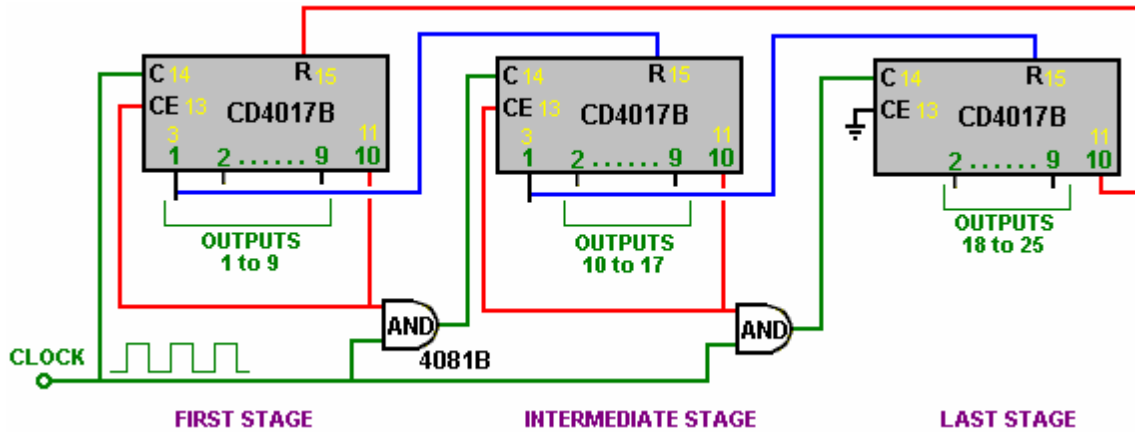 C 14
R 15
CE 13
CD4017B
3
11
1
2 ...... 9
10
OUTPUTS
1 to 9
C 14
R 15
CE 13
CD4017B
3
11
1
2 ...... 9
10
OUTPUTS
10 to 17
C 14
R 15
CE 13
CD4017B
11
2 ...... 9
10
OUTPUTS
18 to 25
AND
4081B
AND
CLOCK
FIRST STAGE
INTERMEDIATE STAGE
LAST STAGE